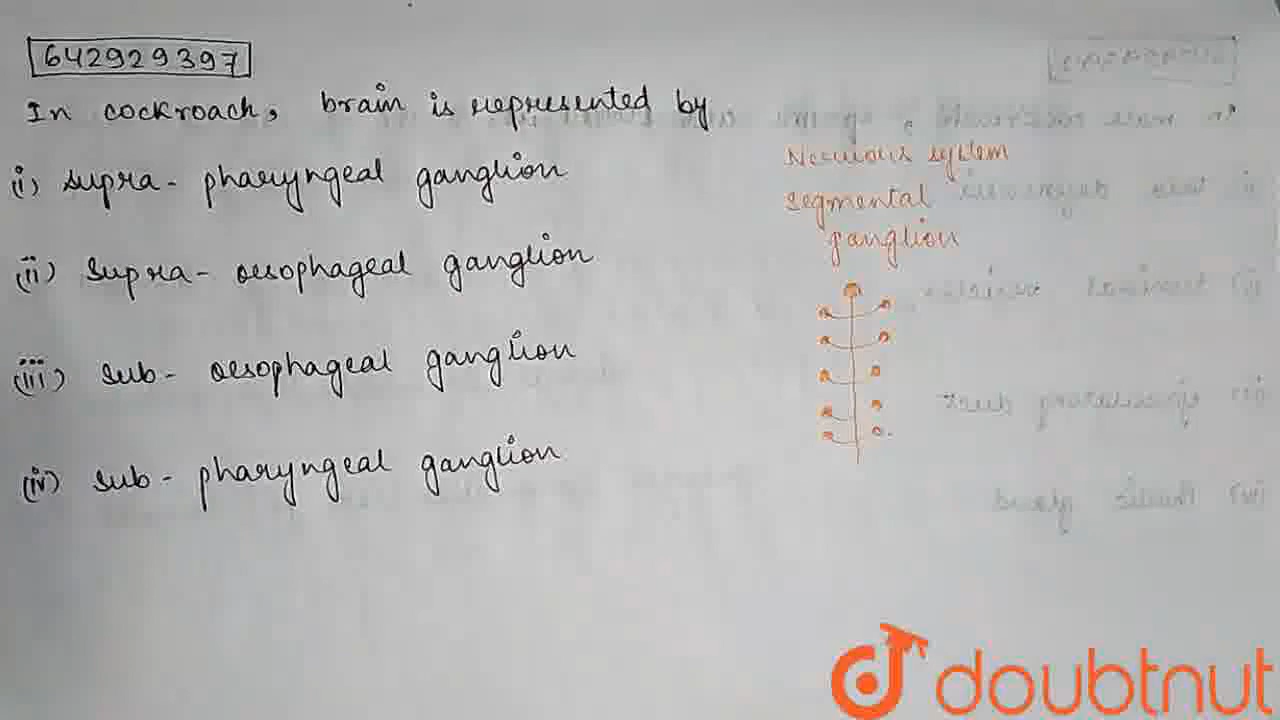 642929397
In cockroach, brain is represented by
(i) supra- pharyngeal ganglion
(ii) supra- oesophageal ganglion
(iii) sub- oesophageal ganglion
(iv) sub- pharyngeal ganglion
Nervous system
segmental
ganglion
doubtnut